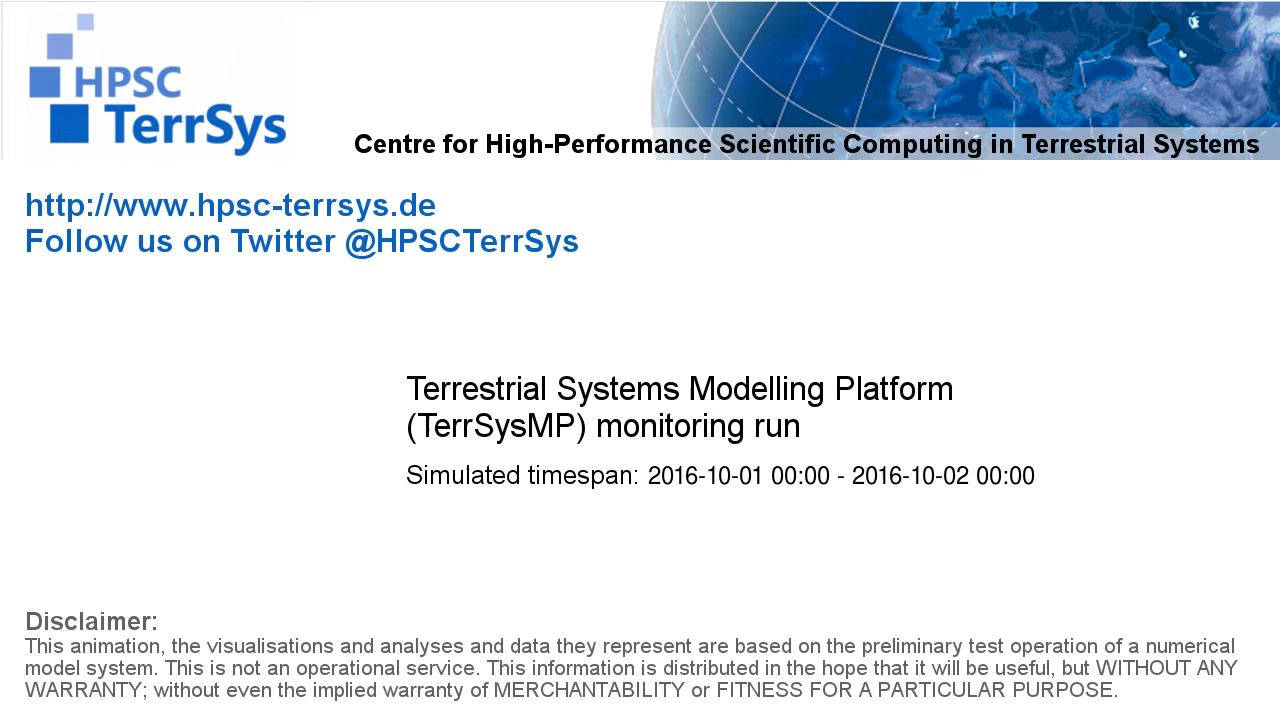 HPSC
TerrSys
Centre for High-Performance Scientific Computing in Terrestrial Systems
http://www.hpsc-terrsys.de
Follow us on Twitter @HPSCTerrSys
Terrestrial Systems Modelling Platform
(TerrSysMP) monitoring run
Simulated timespan: 2016-10-01 00:00 - 2016-10-02 00:00
Disclaimer:
This animation, the visualisations and analyses and data they represent are based on the preliminary test operation of a numerical
model system. This is not an operational service. This information is distributed in the hope that it will be useful, but WITHOUT ANY
WARRANTY; without even the implied warranty of MERCHANTABILITY or FITNESS FOR A PARTICULAR PURPOSE.